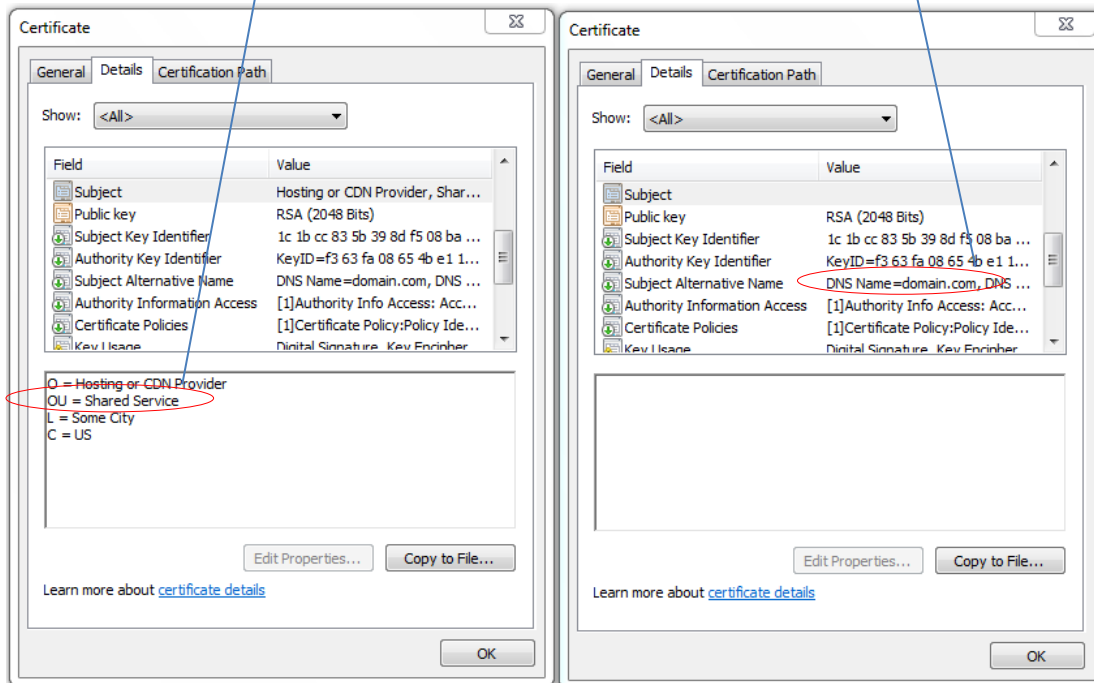 Certificate
General Details Certification Path
Show: <All>
Field Value
Subject Hosting or CDN Provider, Shar...
Public key RSA (2048 Bits)
Subject Key Identifier 1c 1b cc 83 5b 39 8d f5 08 ba ...
Authority Key Identifier KeyID=f3 63 fa 08 65 4b e1 1...
Subject Alternative Name DNS Name=domain.com, DNS ...
Authority Information Access [1]Authority Info Access: Acc...
Certificate Policies [1]Certificate Policy:Policy Ide...
Key Usage Digital Signature, Key Encipher
O = Hosting or CDN Provider
OU = Shared Service
L = Some City
C = US
Edit Properties... Copy to File...
Learn more about certificate details
OK
Certificate
General Details Certification Path
Show: <All>
Field Value
Subject
Public key RSA (2048 Bits)
Subject Key Identifier 1c 1b cc 83 5b 39 8d f5 08 ba ...
Authority Key Identifier KeyID=f3 63 fa 08 65 4b e1 1...
Subject Alternative Name DNS Name=domain.com, DNS ...
Authority Information Access [1]Authority Info Access: Acc...
Certificate Policies [1]Certificate Policy:Policy Ide...
Key Usage Digital Signature, Key Encipher
Edit Properties... Copy to File...
Learn more about certificate details
OK